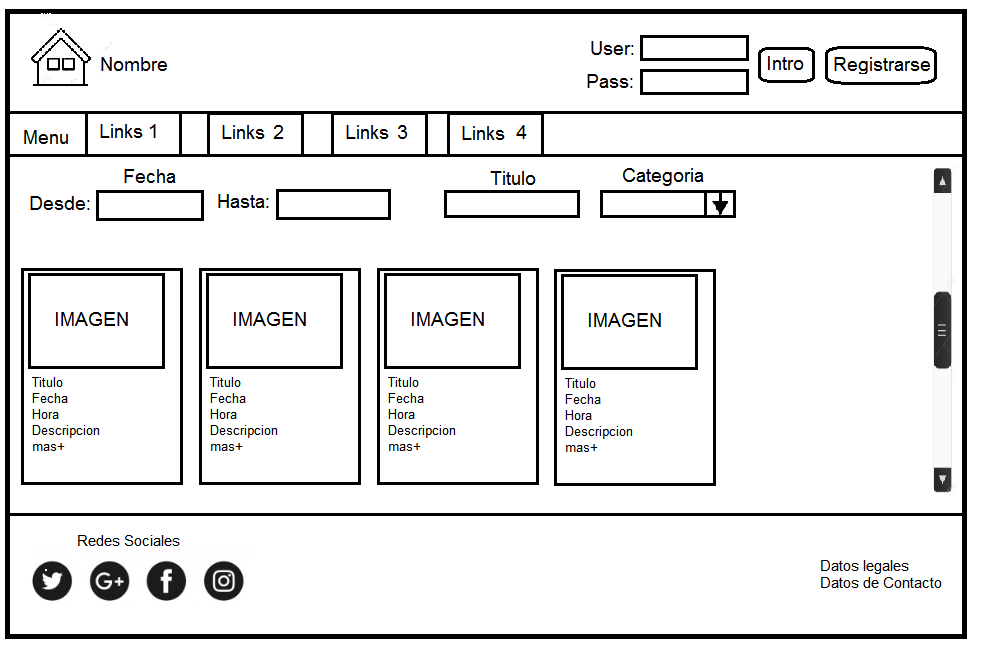 Nombre
User:
Pass:
Intro
Registrarse
Menu
Links 1
Links 2
Links 3
Links 4
Fecha
Desde:
Hasta:
Titulo
Categoria
IMAGEN
Titulo
Fecha
Hora
Descripcion
mas+
IMAGEN
Titulo
Fecha
Hora
Descripcion
mas+
IMAGEN
Titulo
Fecha
Hora
Descripcion
mas+
IMAGEN
Titulo
Fecha
Hora
Descripcion
mas+
Redes Sociales
G+
f
Datos legales
Datos de Contacto